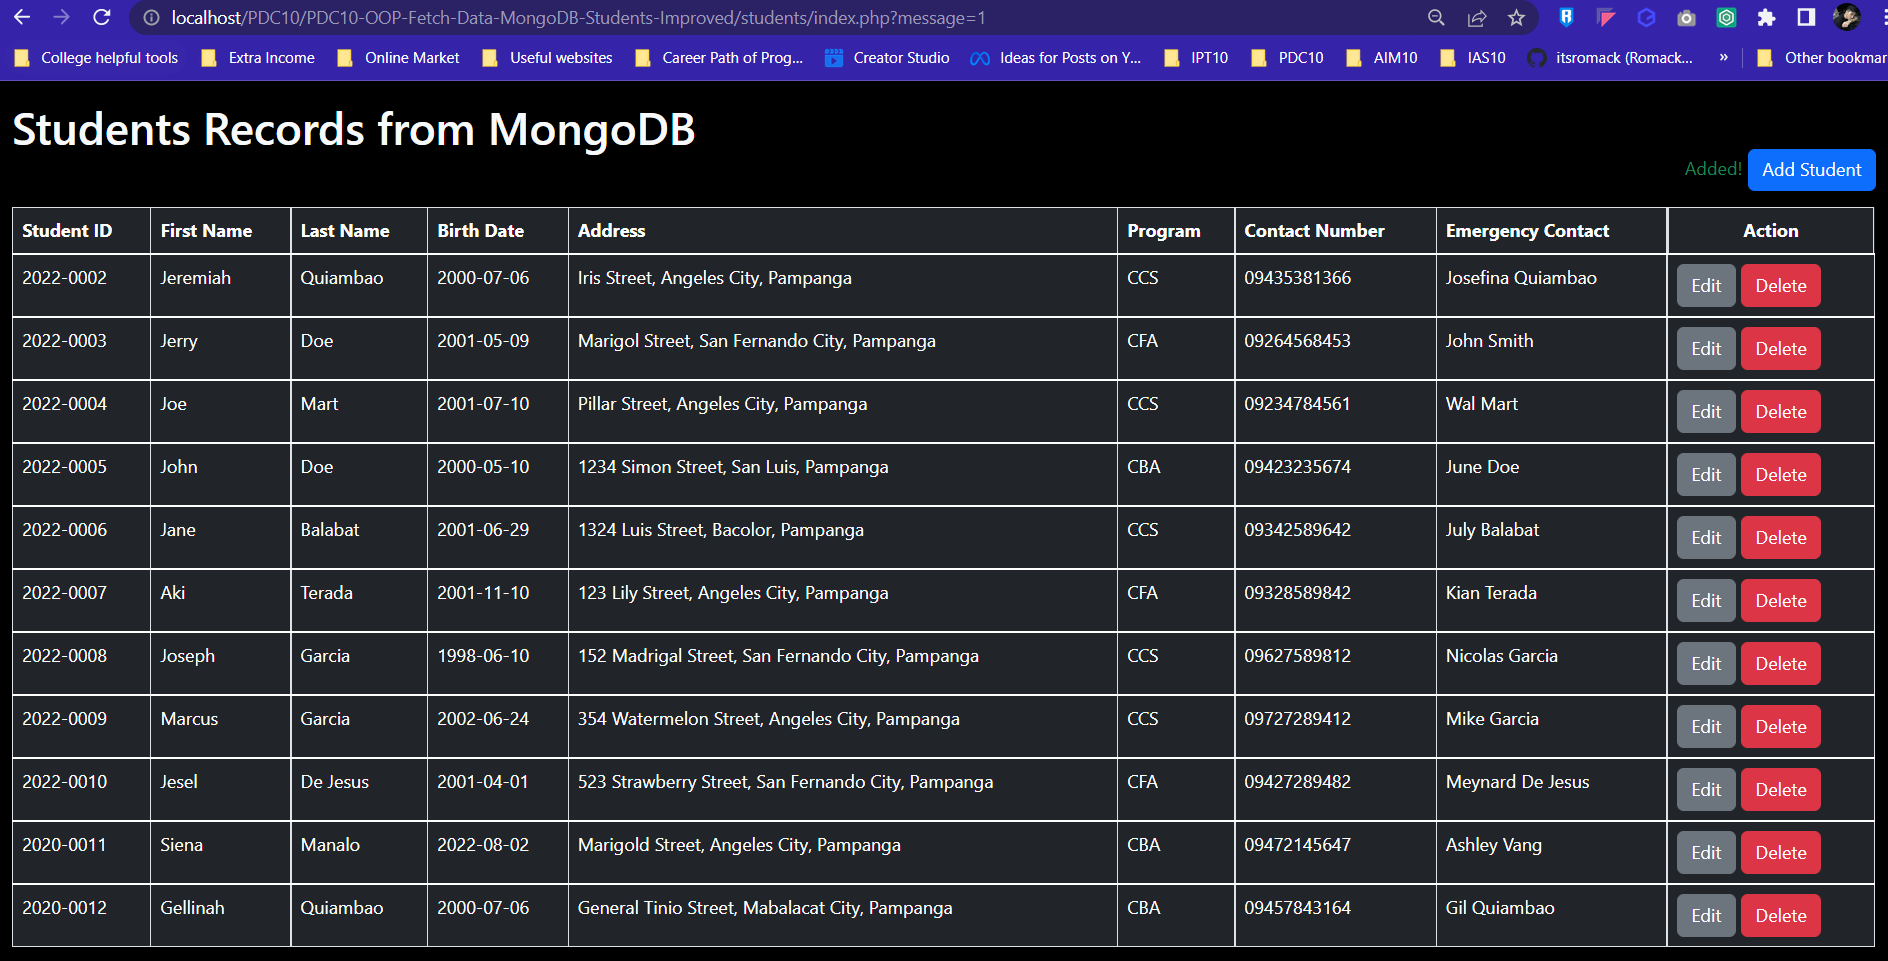 localhost/PDC10/PDC10-OOP-Fetch-Data-MongoDB-Students-Improved/students/index.php?message=1
College helpful tools Extra Income Online Market Useful websites Career Path of Prog... Creator Studio Ideas for Posts on Y... IPT10 PDC10 AIM10 IAS10 itsromack (Romack... » Other bookmar
Students Records from MongoDB
Added! Add Student
Student ID First Name Last Name Birth Date Address Program Contact Number Emergency Contact Action
2022-0002 Jeremiah Quiambao 2000-07-06 Iris Street, Angeles City, Pampanga CCS 09435381366 Josefina Quiambao Edit Delete
2022-0003 Jerry Doe 2001-05-09 Marigol Street, San Fernando City, Pampanga CFA 09264568453 John Smith Edit Delete
2022-0004 Joe Mart 2001-07-10 Pillar Street, Angeles City, Pampanga CCS 09234784561 Wal Mart Edit Delete
2022-0005 John Doe 2000-05-10 1234 Simon Street, San Luis, Pampanga CBA 09423235674 June Doe Edit Delete
2022-0006 Jane Balabat 2001-06-29 1324 Luis Street, Bacolor, Pampanga CCS 09342589642 July Balabat Edit Delete
2022-0007 Aki Terada 2001-11-10 123 Lily Street, Angeles City, Pampanga CFA 09328589842 Kian Terada Edit Delete
2022-0008 Joseph Garcia 1998-06-10 152 Madrigal Street, San Fernando City, Pampanga CCS 09627589812 Nicolas Garcia Edit Delete
2022-0009 Marcus Garcia 2002-06-24 354 Watermelon Street, Angeles City, Pampanga CCS 09727289412 Mike Garcia Edit Delete
2022-0010 Jesel De Jesus 2001-04-01 523 Strawberry Street, San Fernando City, Pampanga CFA 09427289482 Meynard De Jesus Edit Delete
2020-0011 Siena Manalo 2022-08-02 Marigold Street, Angeles City, Pampanga CBA 09472145647 Ashley Vang Edit Delete
2020-0012 Gellinah Quiambao 2000-07-06 General Tinio Street, Mabalacat City, Pampanga CBA 09457843164 Gil Quiambao Edit Delete